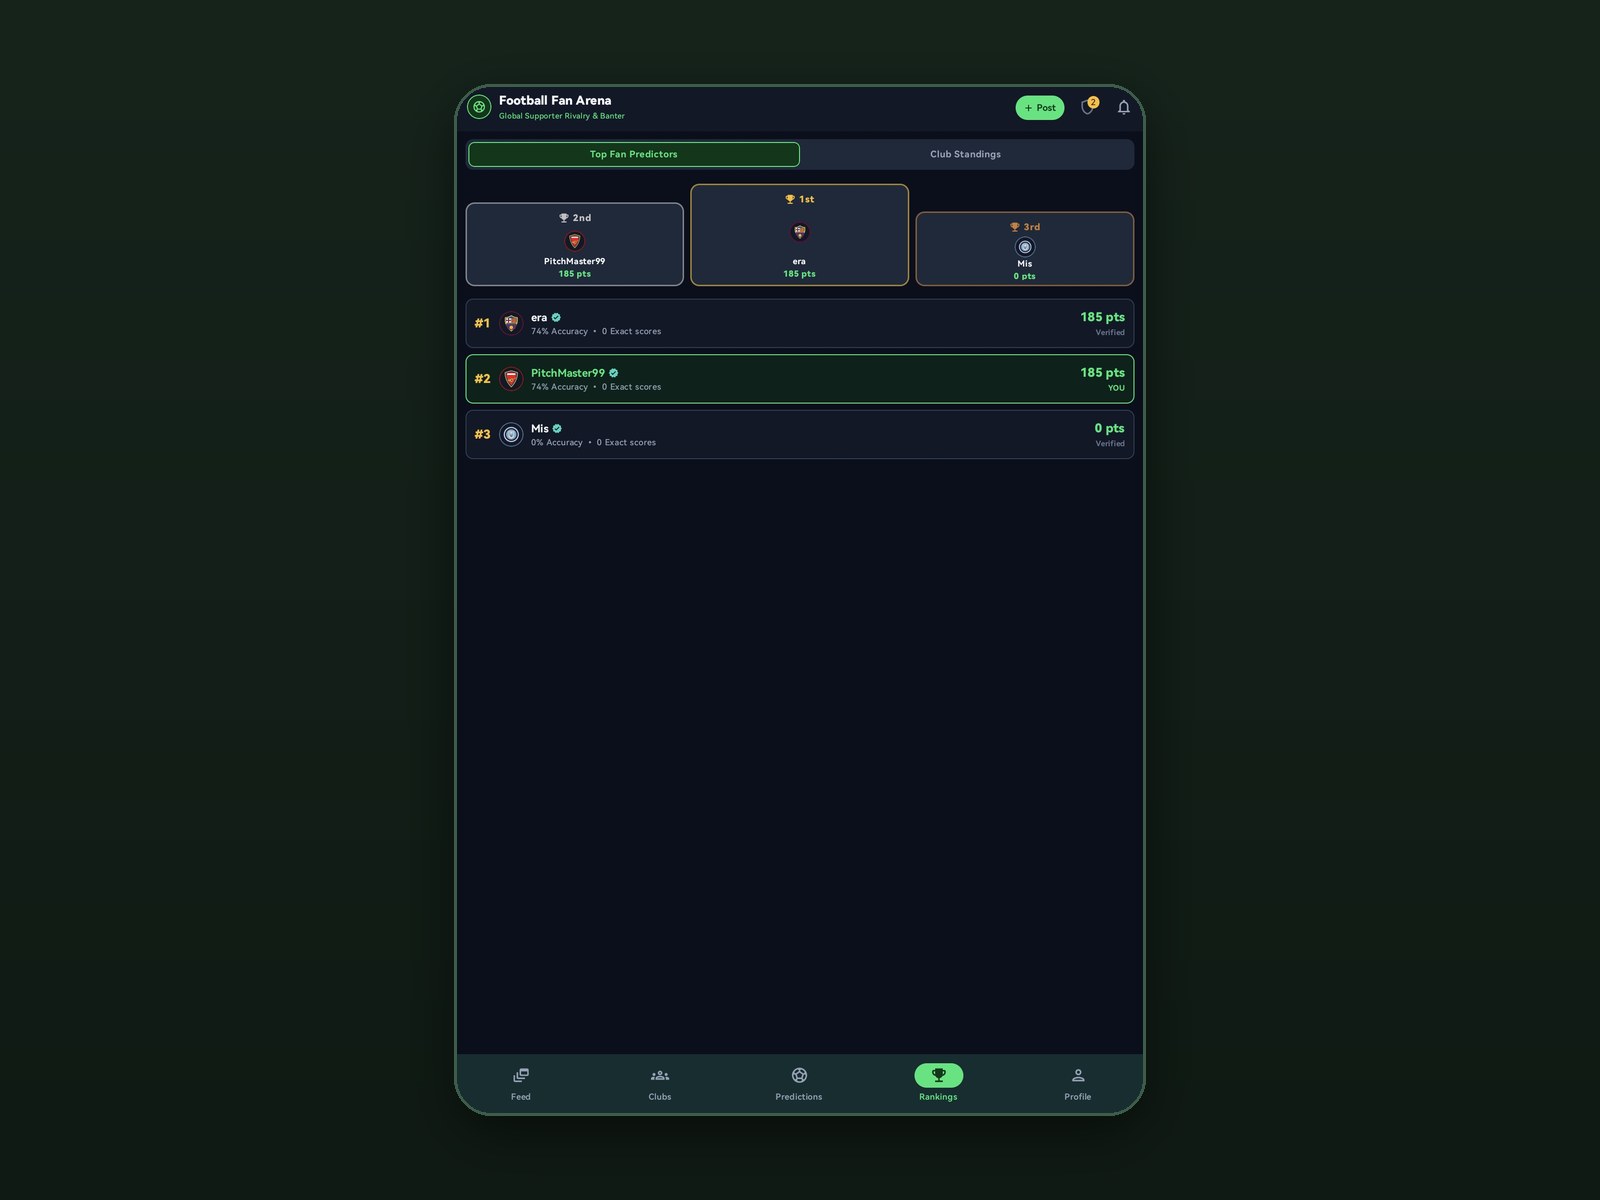 Football Fan Arena
Global Supporter Rivalry & Banter
+ Post
2
Top Fan Predictors
Club Standings
2nd
PitchMaster99
185 pts
1st
era
185 pts
3rd
Mis
0 pts
#1
era
74% Accuracy • 0 Exact scores
185 pts
Verified
#2
PitchMaster99
74% Accuracy • 0 Exact scores
185 pts
YOU
#3
Mis
0% Accuracy • 0 Exact scores
0 pts
Verified
Feed
Clubs
Predictions
Rankings
Profile